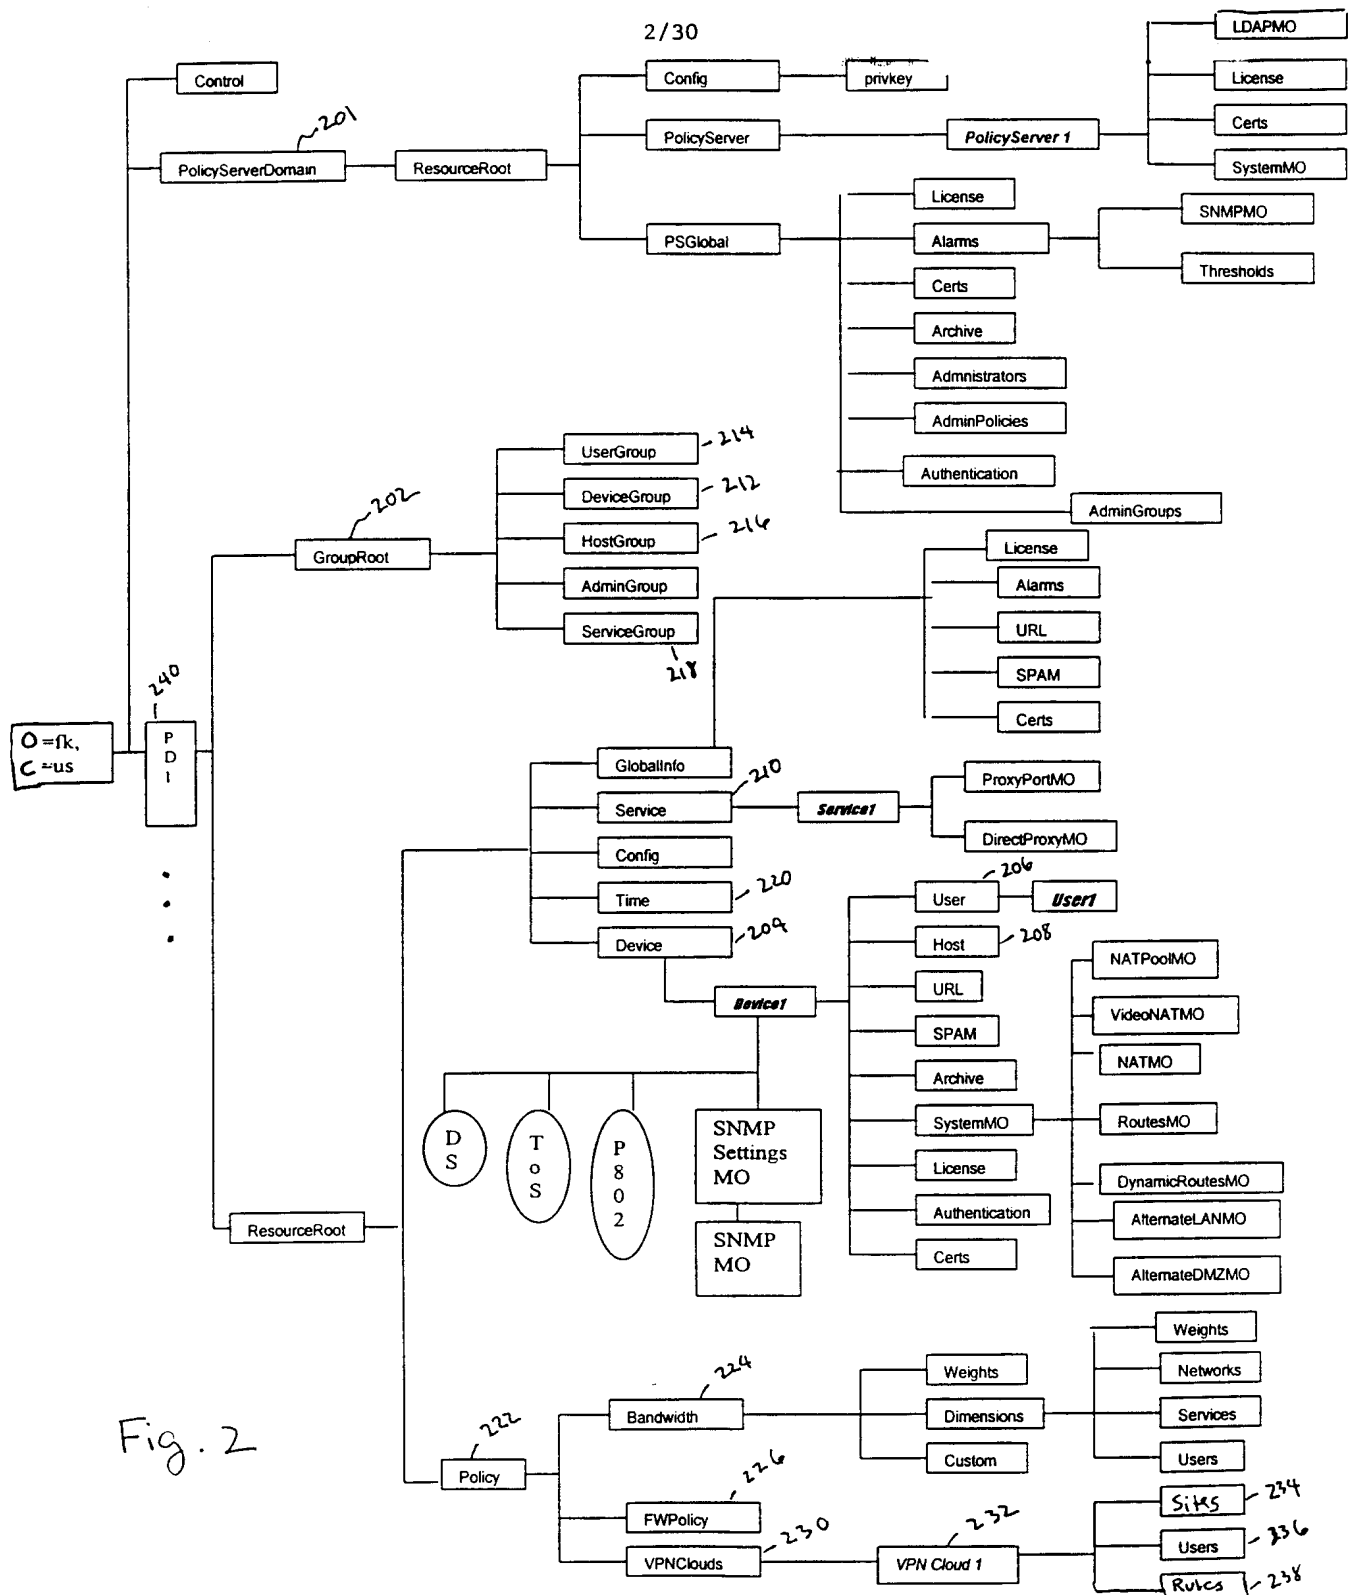 2/30
LDAPMO
Control
Config
privkey
License
201
PolicyServer
PolicyServer 1
Certs
PolicyServerDomain
ResourceRoot
SystemMO
License
SNMPMO
PSGlobal
Alarms
Thresholds
Certs
Archive
Admnistrators
AdminPolicies
UserGroup
214
Authentication
202
DeviceGroup
212
AdminGroups
GroupRoot
HostGroup
216
License
AdminGroup
Alarms
ServiceGroup
218
URL
SPAM
240
Certs
O=fk,
C=us
P
D
I
GlobalInfo
210
ProxyPortMO
Service
Service1
DirectProxyMO
Config
206
Time
220
User
User1
Device
204
Host
208
NATPoolMO
URL
Device1
VideoNATMO
SPAM
NATMO
Archive
D
S
T
o
S
P
8
0
2
SNMP
Settings
MO
SystemMO
RoutesMO
License
DynamicRoutesMO
Authentication
AlternateLANMO
ResourceRoot
SNMP
MO
Certs
AlternateDMZMO
Weights
224
Weights
Networks
Bandwidth
Dimensions
Services
222
Custom
Users
Fig. 2
Policy
226
Sites
234
FWPolicy
230
232
Users
336
VPNClouds
VPN Cloud 1
Rules
238